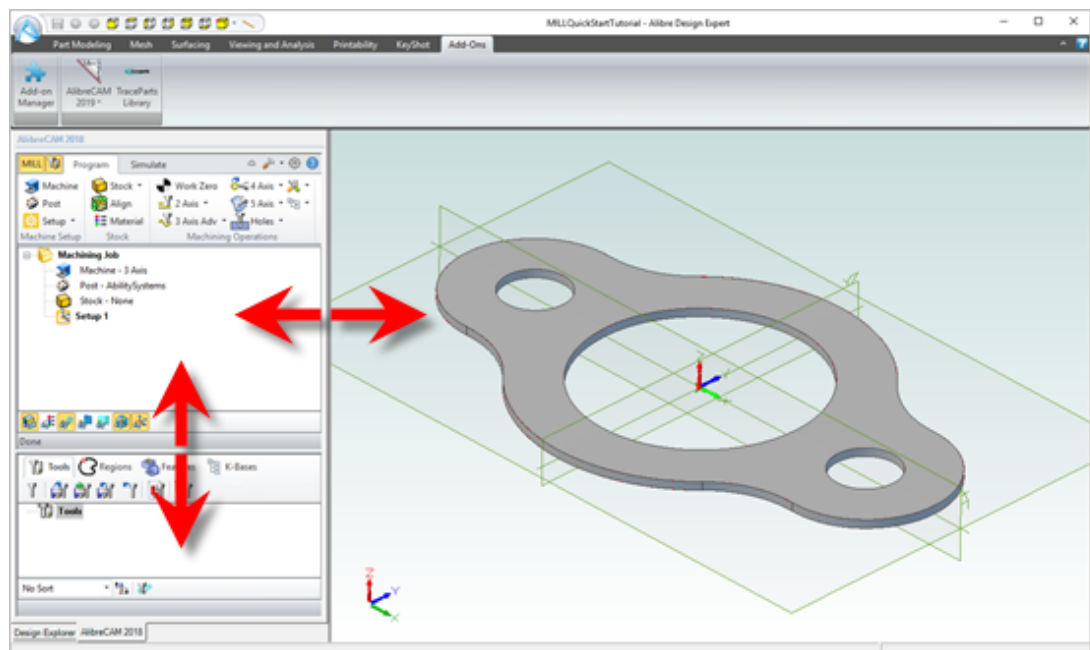 MILLQuickStartTutorial - Alibre Design Expert
Part Modeling Mesh Surfacing Viewing and Analysis Printability KeyShot Add-Ons
Add-on Manager
AlibreCAM 2019
TraceParts Library
AlibreCAM 2018
MILL Program Simulate
Machine Stock Work Zero 4 Axis
Post Align 2 Axis 5 Axis
Setup Material 3 Axis Adv Holes
Machine Setup Stock Machining Operations
Machining Job
Machine - 3 Axis
Post - AbilitySystems
Stock - None
Setup 1
Done
Tools Regions K-Bases
Tools
No Sort
Z
Y
X
Design Explorer AlibreCAM 2018